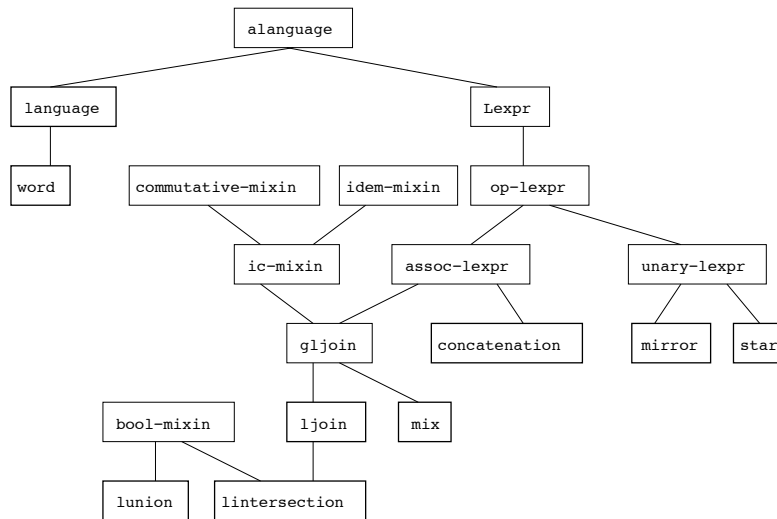 alanguage
language
Lexpr
word
commutative-mixin
idem-mixin
op-lexpr
ic-mixin
assoc-lexpr
unary-lexpr
gljoin
concatenation
mirror
star
bool-mixin
ljoin
mix
lunion
lintersection